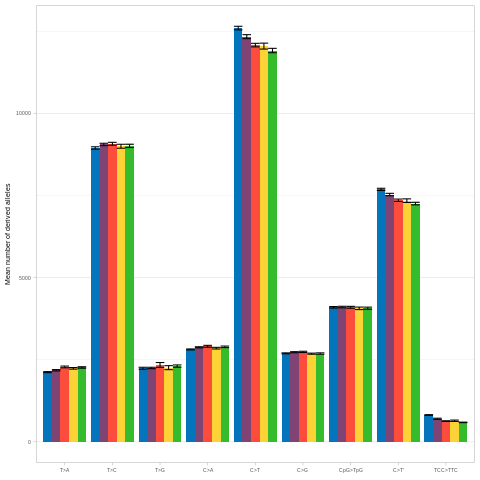 Mean number of derived alleles
10000
5000
0
T>A T>C T>G C>A C>T C>G CpG>TpG C>T' TCC>TTC